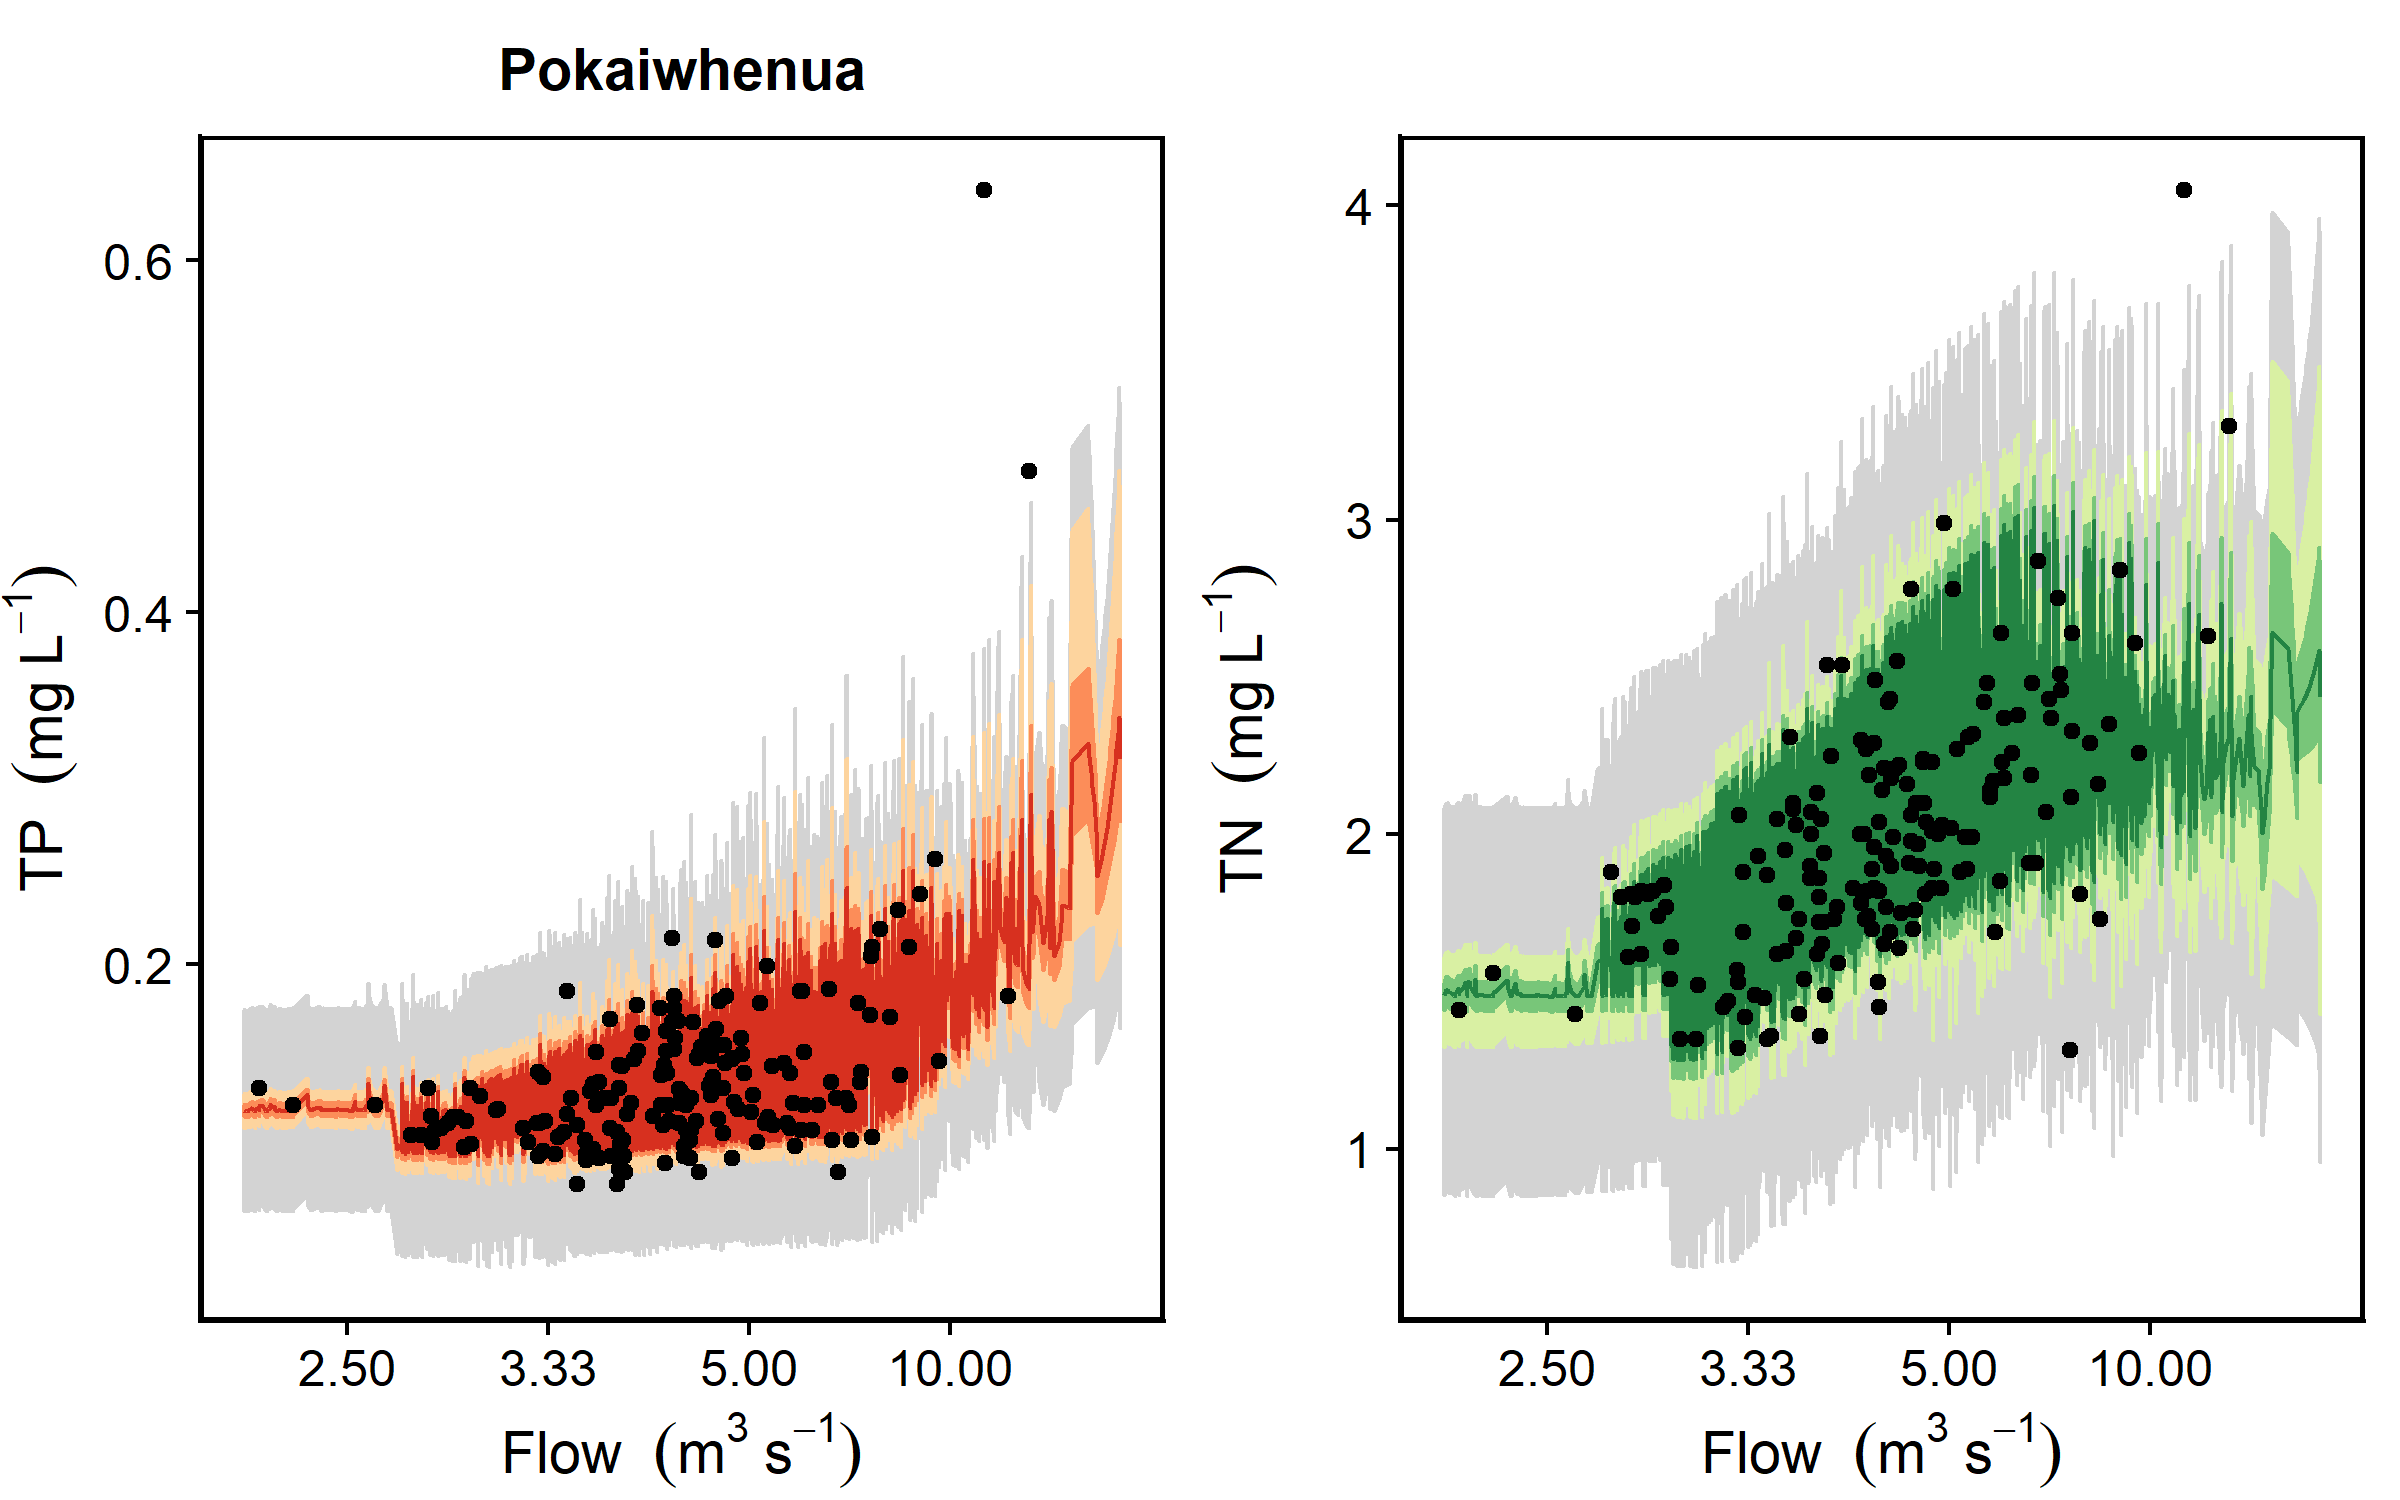 Pokaiwhenua
0.6
0.4
0.2
TP (mg L⁻¹)
2.50 3.33 5.00 10.00
Flow (m³ s⁻¹)
4
3
2
1
TN (mg L⁻¹)
2.50 3.33 5.00 10.00
Flow (m³ s⁻¹)